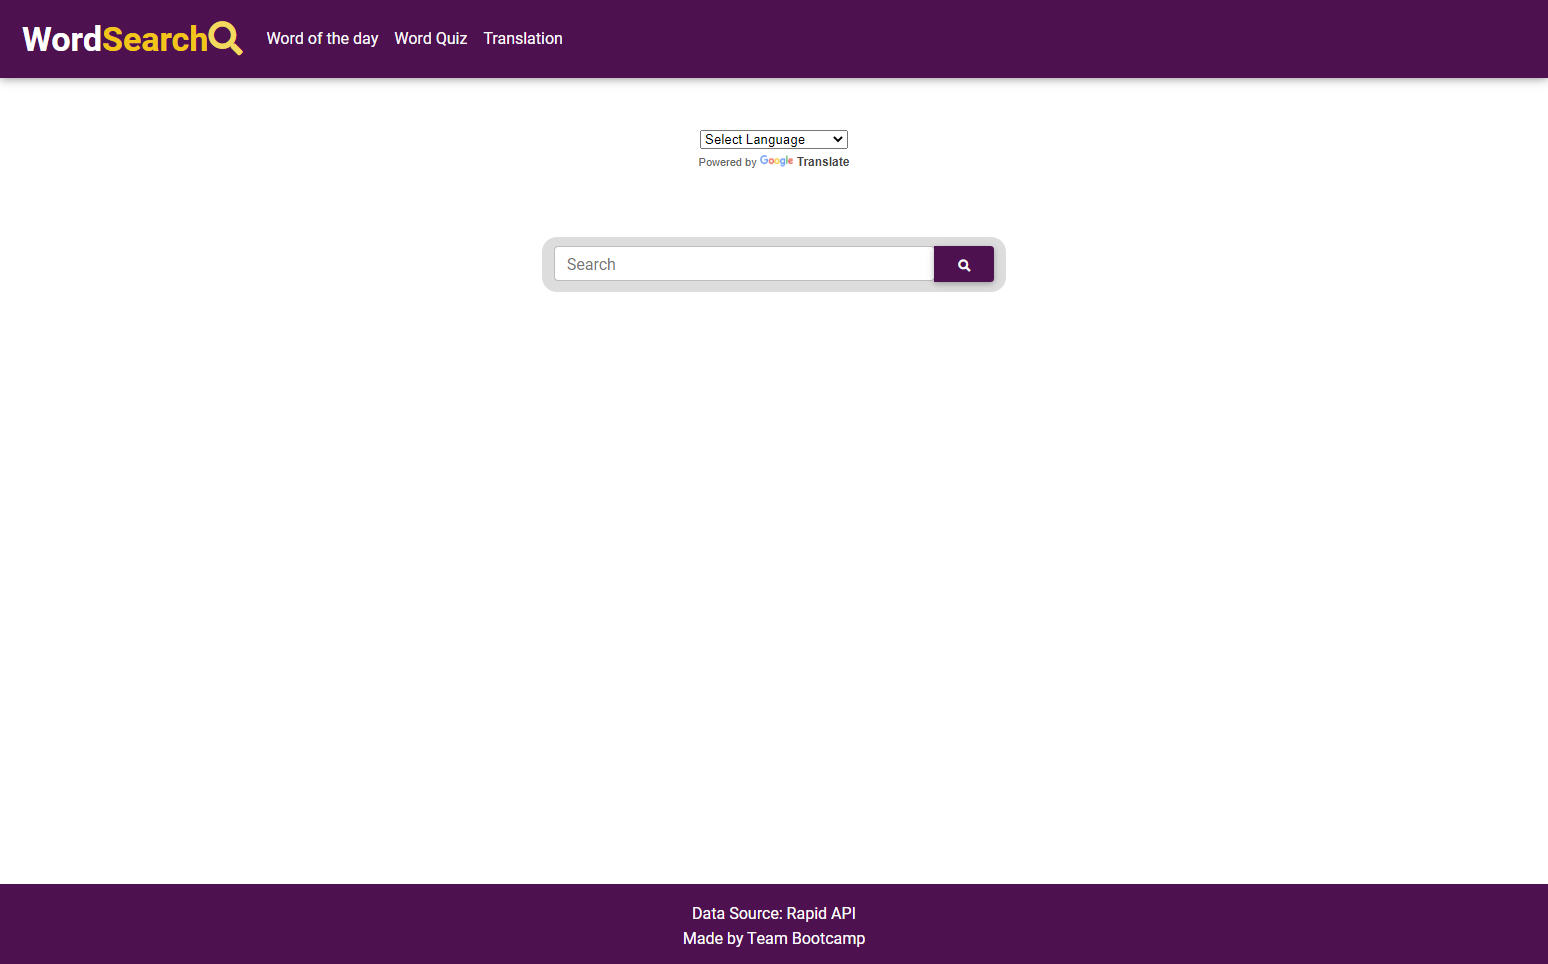 WordSearch Word of the day Word Quiz Translation
Select Language
Powered by Google Translate
Search
Data Source: Rapid API
Made by Team Bootcamp